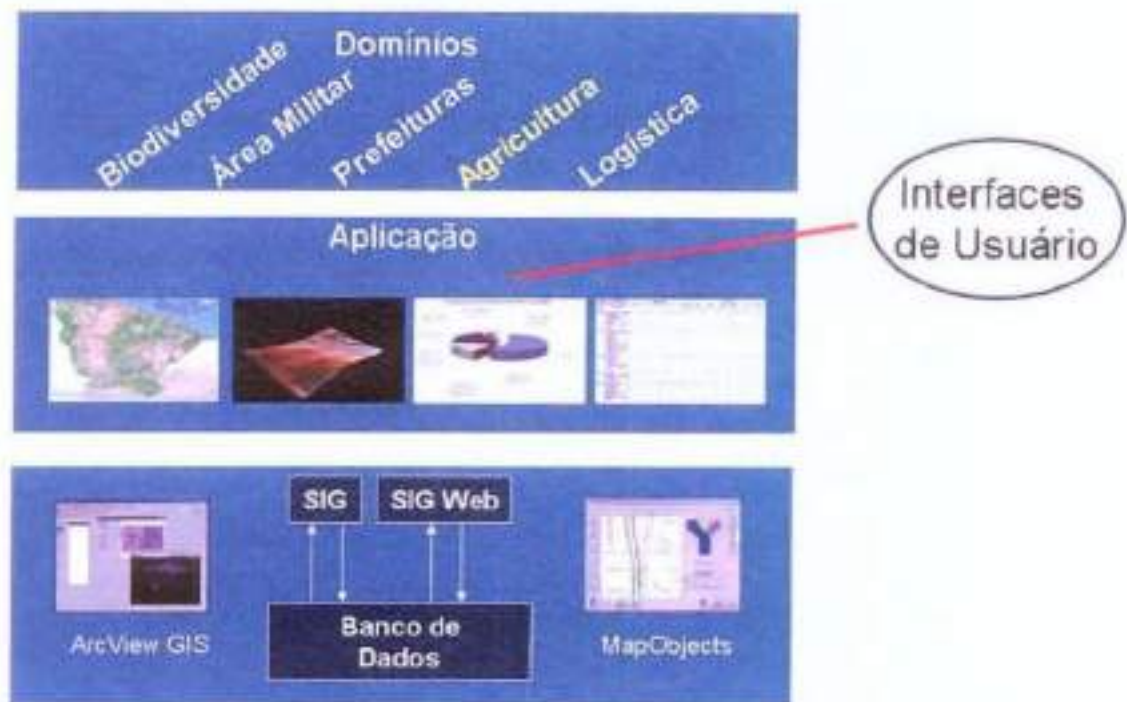 Domínios
Biodiversidade
Área Militar
Prefeituras
Agricultura
Logística
Aplicação
Interfaces
de Usuário
SIG
SIG Web
Banco de
Dados
ArcView GIS
MapObjects